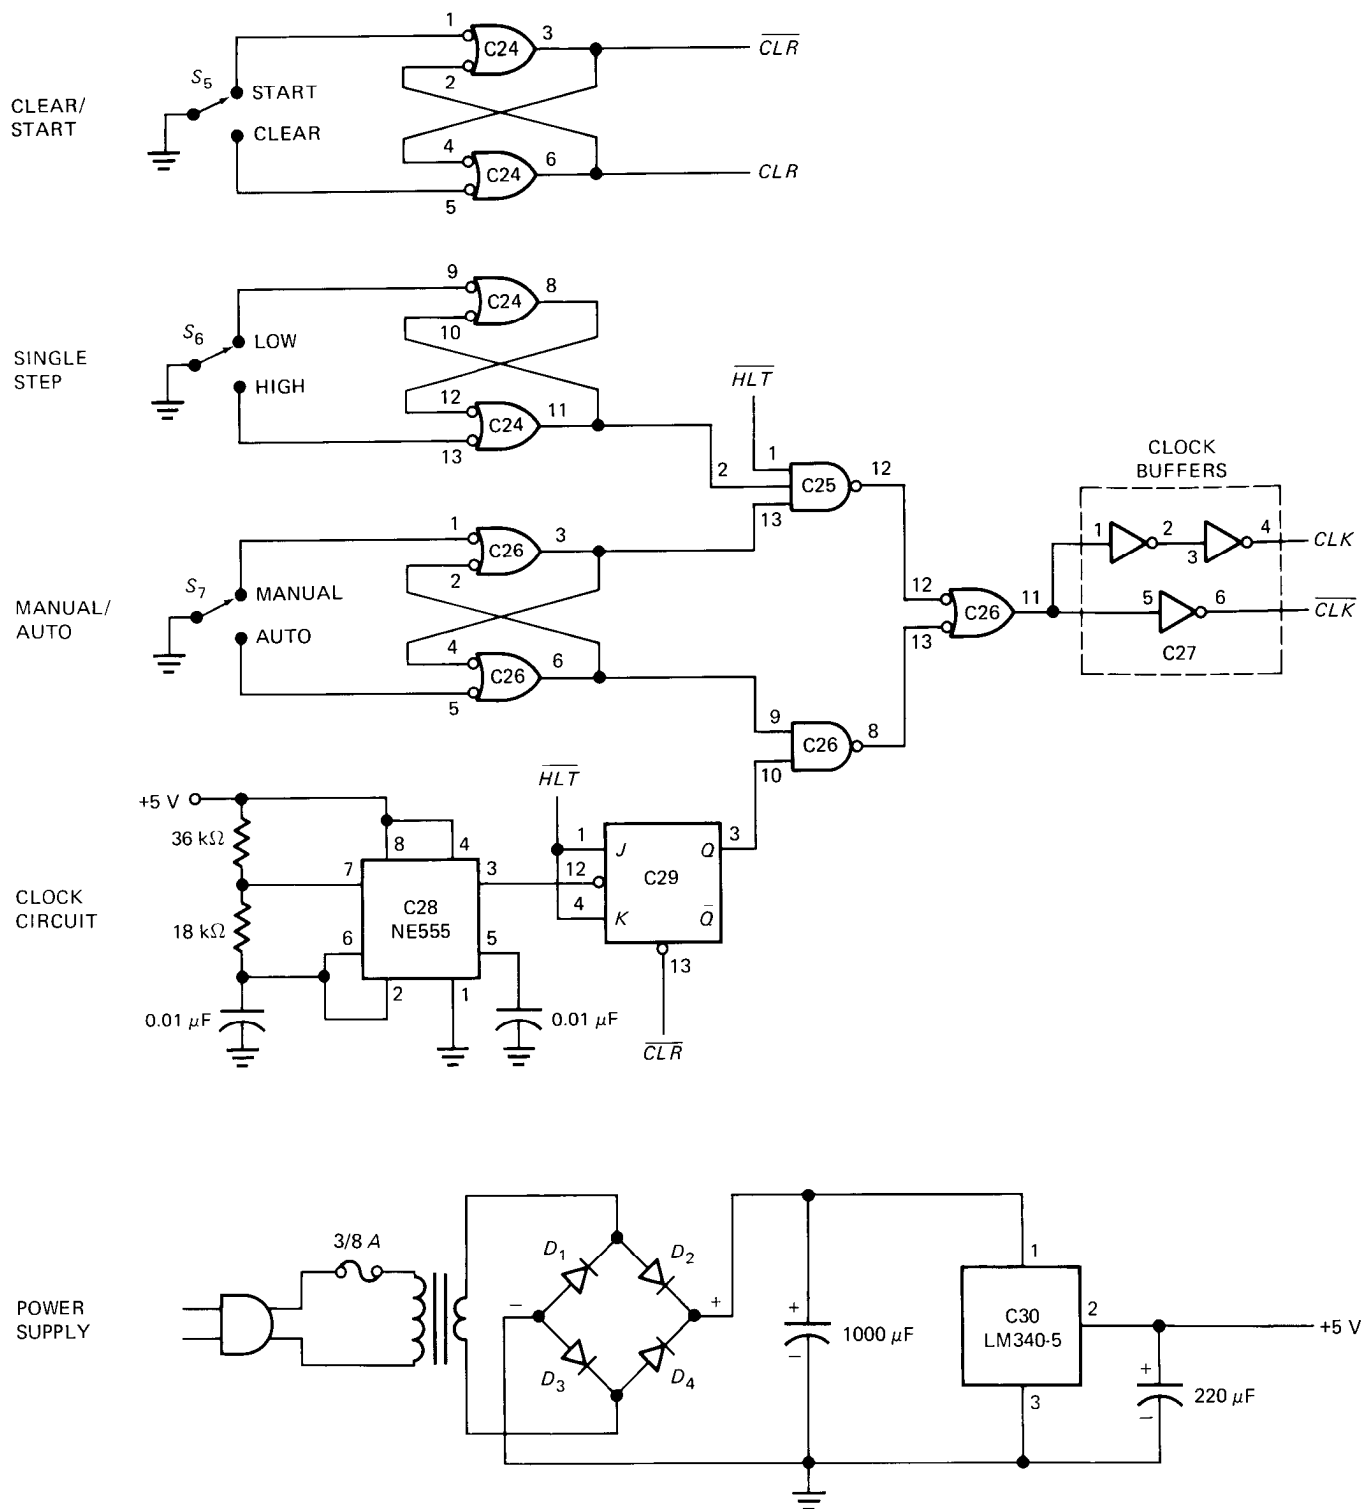 1
3
C24
CLR
2
S5
START
CLEAR/
START
CLEAR
4
6
C24
CLR
5
9
8
C24
10
S6
LOW
SINGLE
STEP
HIGH
HLT
12
11
C24
13
1
2
12
C25
13
CLOCK
BUFFERS
1
2
3
4
CLK
1
3
C26
2
S7
MANUAL
MANUAL/
AUTO
AUTO
12
11
C26
13
5
6
CLK
C27
4
6
C26
5
9
8
C26
10
HLT
+5 V
36 kΩ
8
4
7
3
1
J
Q
3
12
C29
CLOCK
CIRCUIT
C28
NE555
4
K
Q̄
18 kΩ
6
5
2
1
13
0.01 µF
0.01 µF
CLR
3/8 A
D1
D2
1
POWER
SUPPLY
−
+
+
C30
LM340-5
2
+5 V
1000 µF
−
D3
D4
3
+
220 µF
−